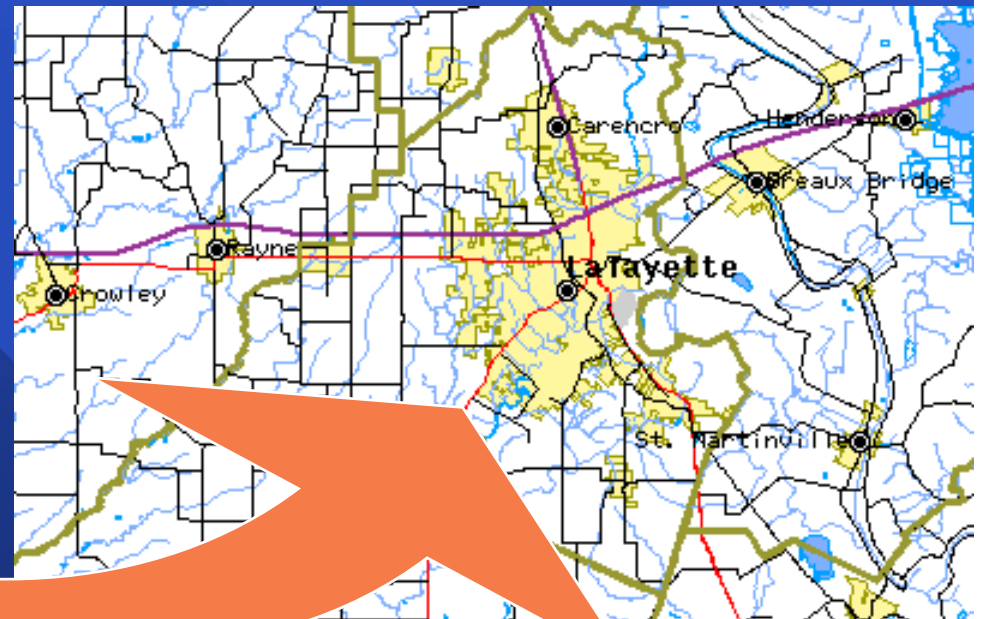 Carencro
Henderson
Breaux Bridge
Rayne
Lafayette
Crowley
St. Martinville